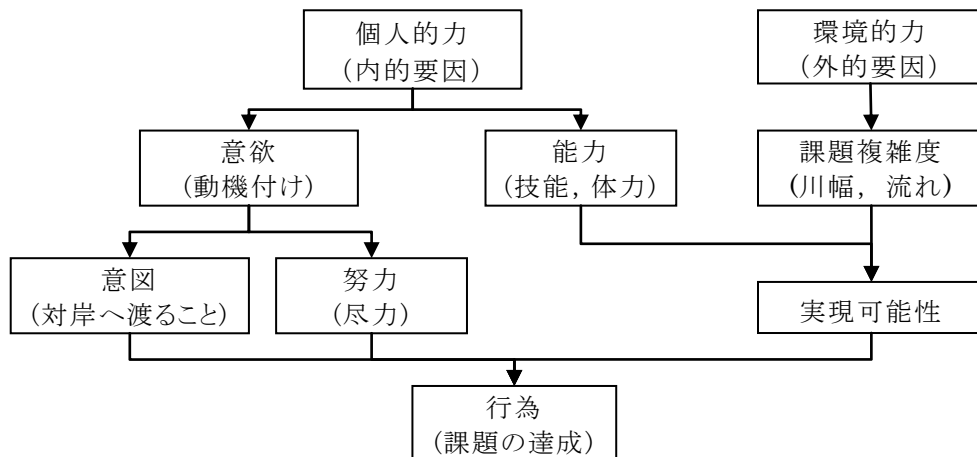 個人的力
(内的要因)
環境的力
(外的要因)
意欲
(動機付け)
能力
(技能, 体力)
課題複雑度
(川幅, 流れ)
意図
(対岸へ渡ること)
努力
(尽力)
実現可能性
行為
(課題の達成)